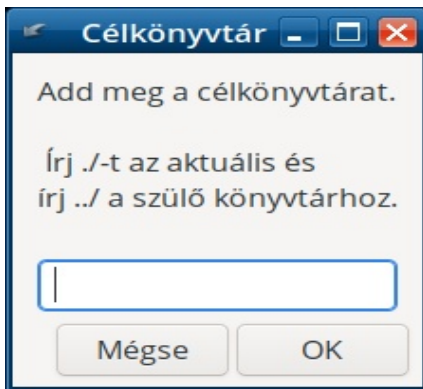 Célkönyvtár
Add meg a célkönyvtárat.
Írj ./-t az aktuális és
írj ../ a szülő könyvtárhoz.
Mégse
OK